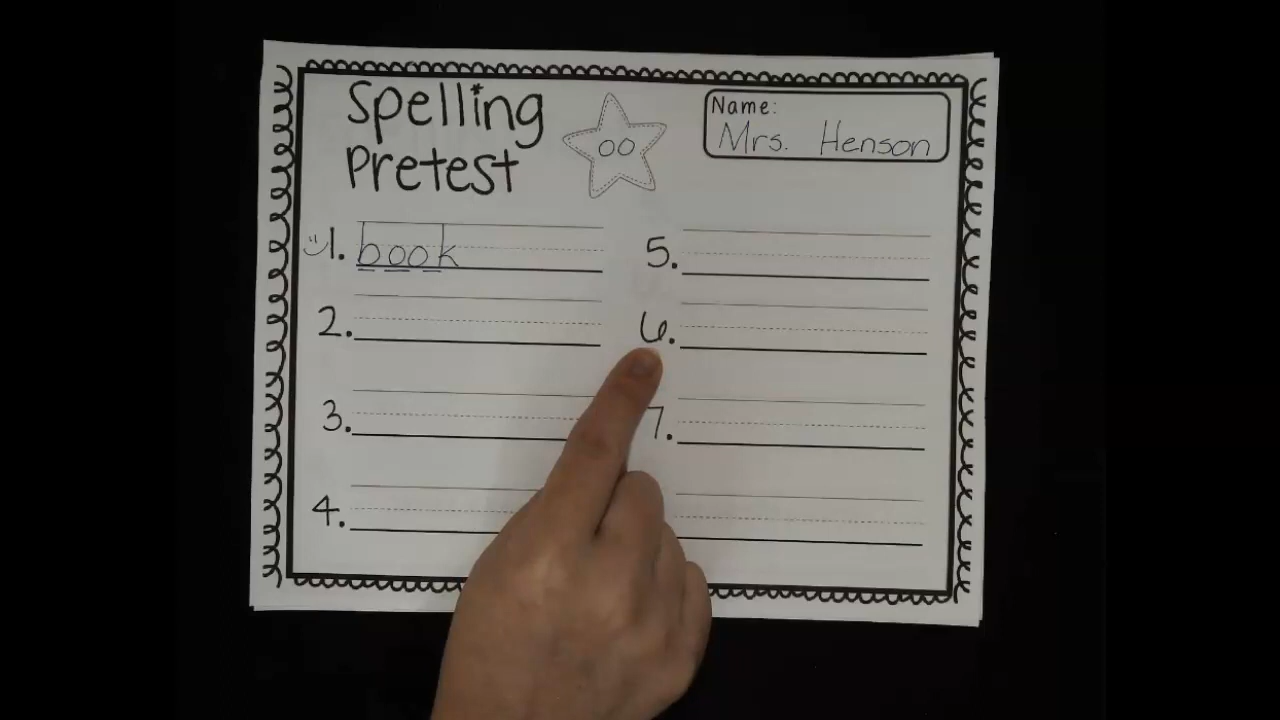 Spelling
Pretest
oo
Name:
Mrs. Henson
1. book
2.
3.
4.
5.
6.
7.